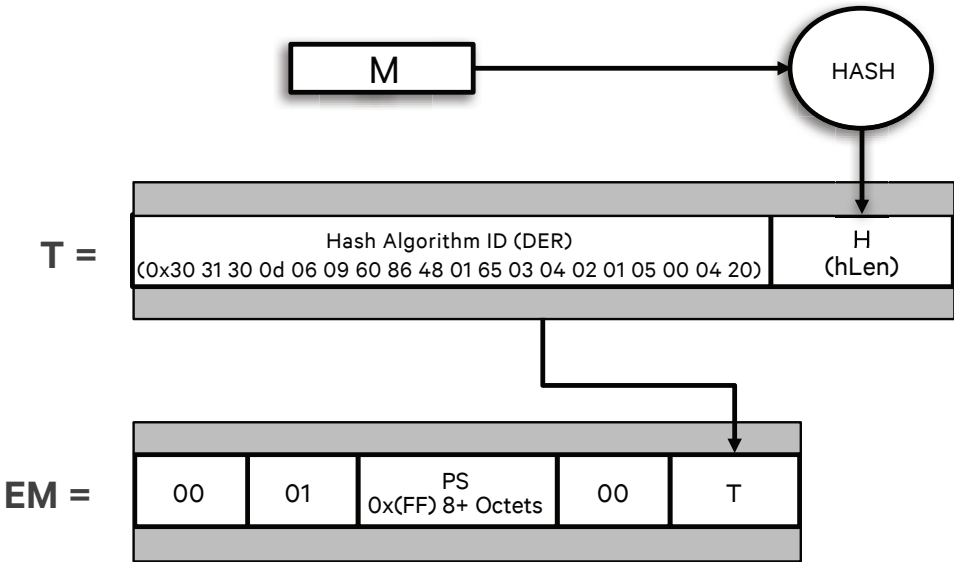 M
HASH
T =
Hash Algorithm ID (DER)
(0x30 31 30 0d 06 09 60 86 48 01 65 03 04 02 01 05 00 04 20)
H
(hLen)
EM =
00
01
PS
0x(FF) 8+ Octets
00
T